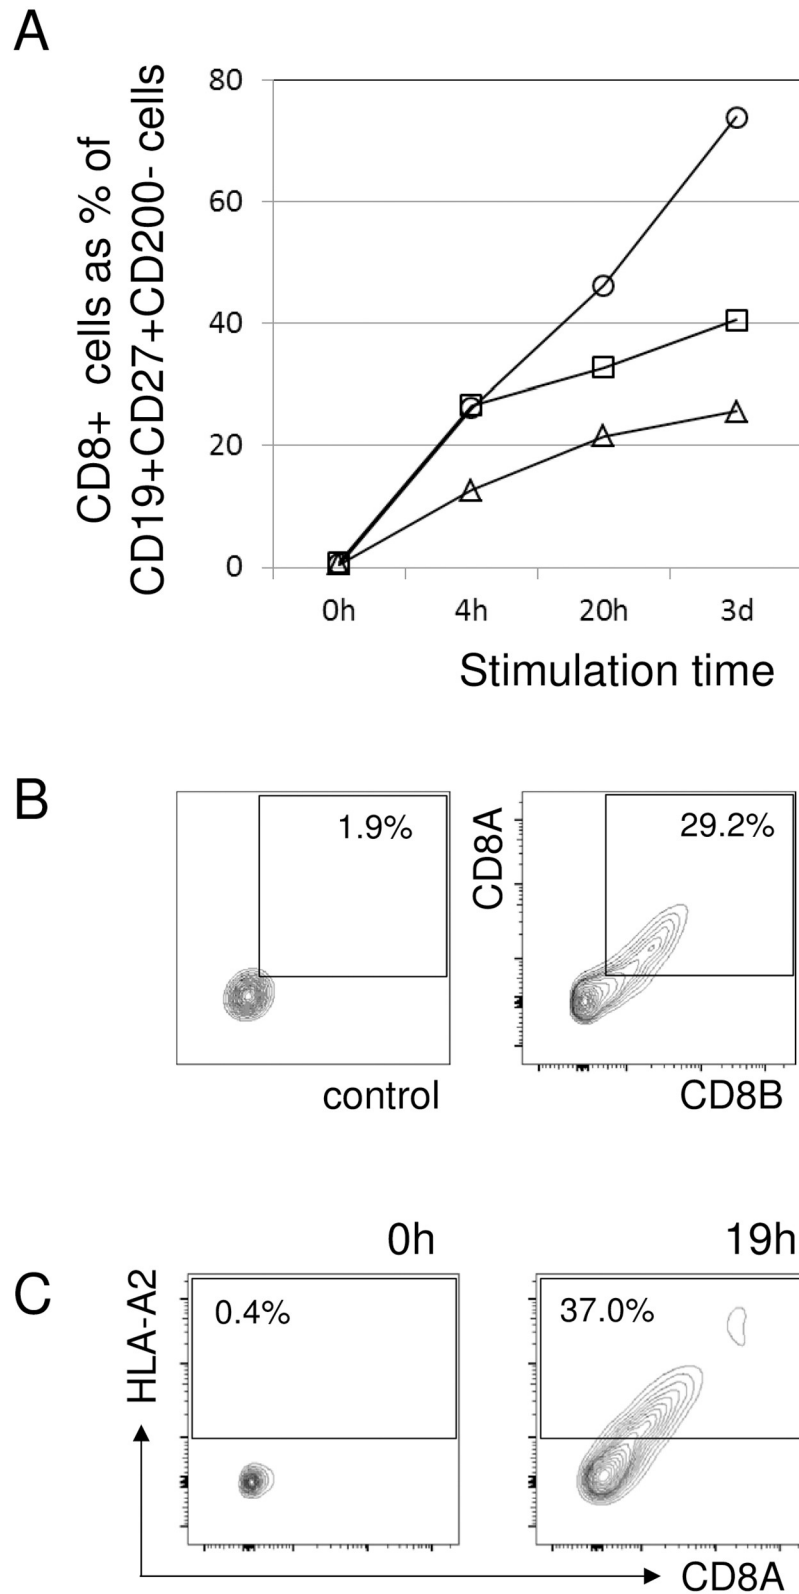 A
CD8+ cells as % of
CD19+CD27+CD200- cells
80
60
40
20
0
0h 4h 20h 3d
Stimulation time
B
1.9%
control
CD8A
29.2%
CD8B
C
0h 19h
HLA-A2
0.4%
37.0%
CD8A